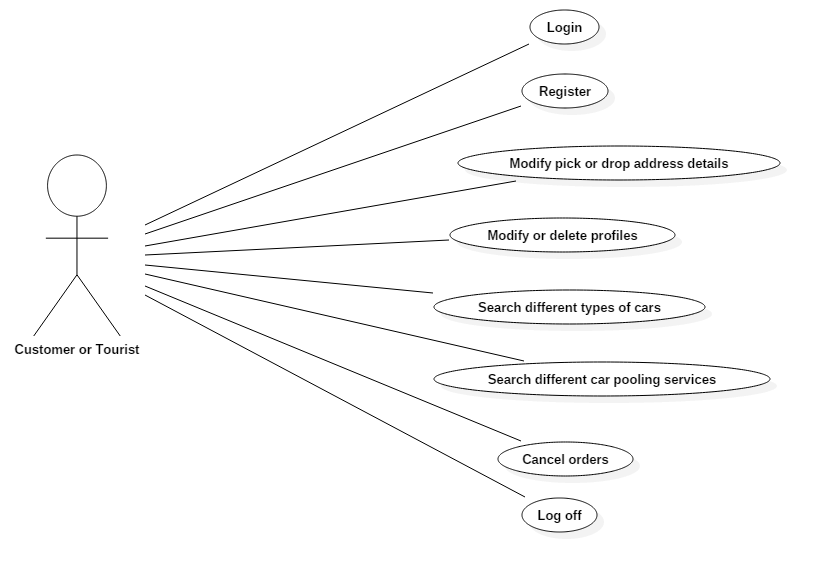 Login
Register
Modify pick or drop address details
Modify or delete profiles
Search different types of cars
Customer or Tourist
Search different car pooling services
Cancel orders
Log off